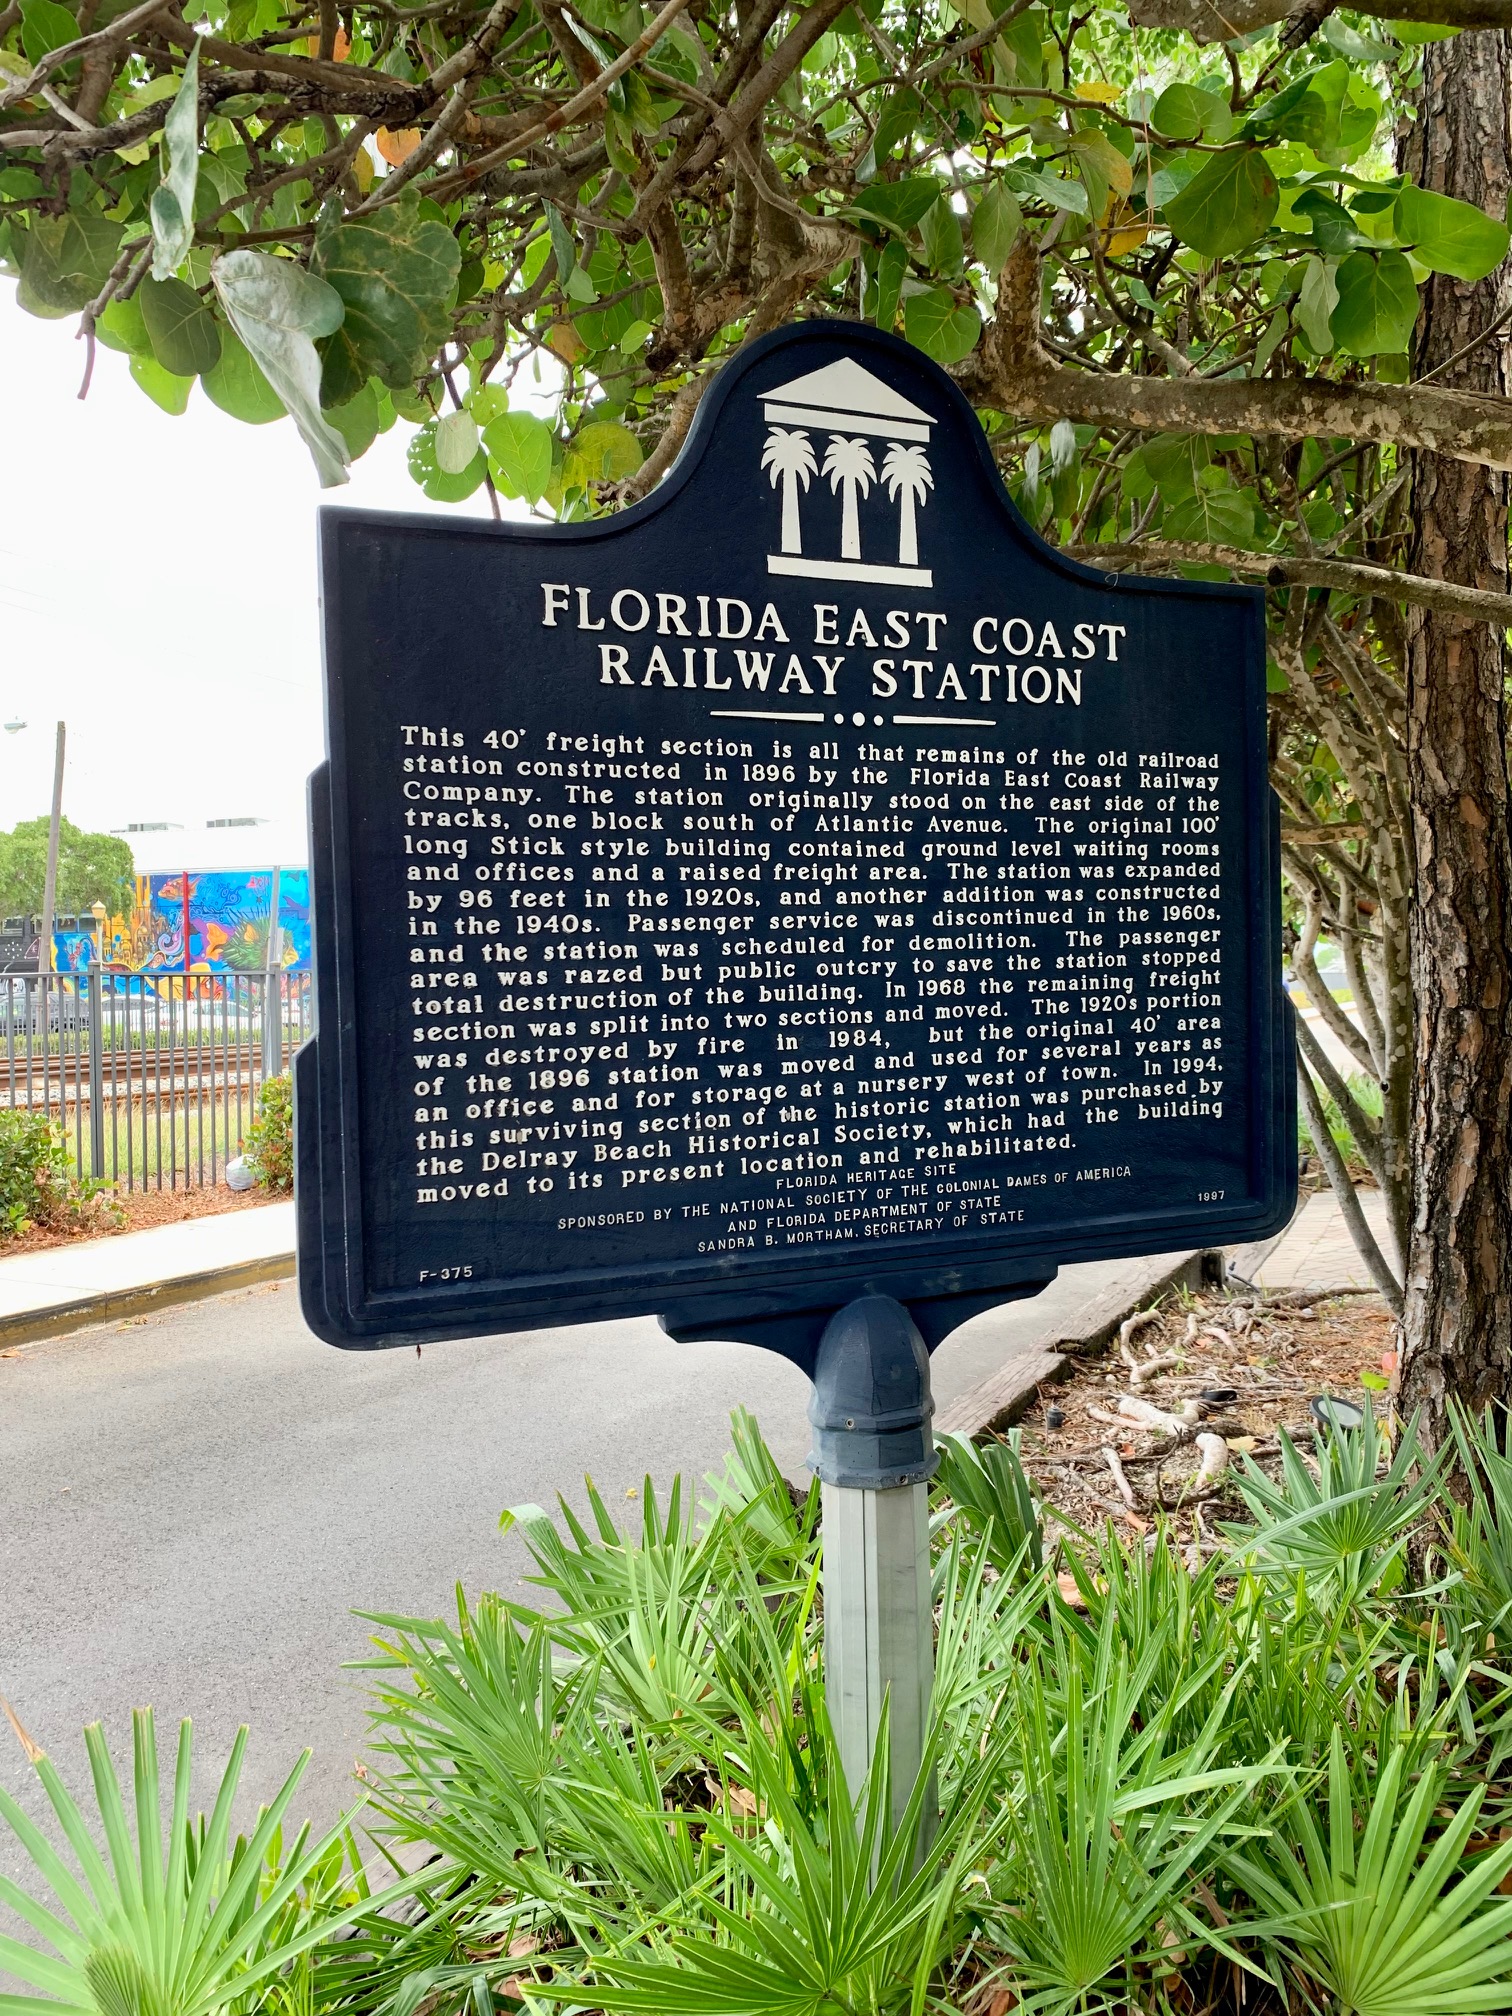 FLORIDA EAST COAST
RAILWAY STATION
This 40' freight section is all that remains of the old railroad
station constructed in 1896 by the Florida East Coast Railway
Company. The station originally stood on the east side of the
tracks, one block south of Atlantic Avenue. The original 100'
long Stick style building contained ground level waiting rooms
and offices and a raised freight area. The station was expanded
by 96 feet in the 1920s, and another addition was constructed
in the 1940s. Passenger service was discontinued in the 1960s,
and the station was scheduled for demolition. The passenger
area was razed but public outcry to save the station stopped
total destruction of the building. In 1968 the remaining freight
section was split into two sections and moved. The 1920s portion
was destroyed by fire in 1984, but the original 40' area
of the 1896 station was moved and used for several years as
an office and for storage at a nursery west of town. In 1994,
this surviving section of the historic station was purchased by
the Delray Beach Historical Society, which had the building
moved to its present location and rehabilitated.
FLORIDA HERITAGE SITE
SPONSORED BY THE NATIONAL SOCIETY OF THE COLONIAL DAMES OF AMERICA
AND FLORIDA DEPARTMENT OF STATE
SANDRA B. MORTHAM, SECRETARY OF STATE
F-375
1997